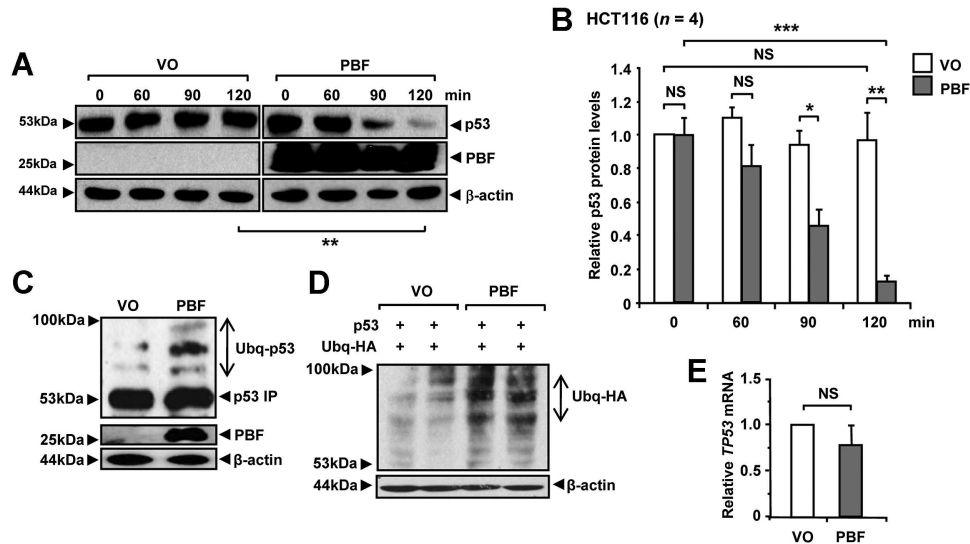 A
VO PBF
0 60 90 120 0 60 90 120 min
53kDa p53
25kDa PBF
44kDa β-actin
**
B HCT116 (n = 4)
***
NS
VO
PBF
NS NS * **
Relative p53 protein levels
1.4
1.2
1.0
0.8
0.6
0.4
0.2
0
0 60 90 120 min
C
VO PBF
100kDa
Ubq-p53
53kDa p53 IP
25kDa PBF
44kDa β-actin
D
VO PBF
p53 + + + +
Ubq-HA + + + +
100kDa
Ubq-HA
53kDa
44kDa β-actin
E
Relative TP53 mRNA
1.5
1.0
0.5
0
NS
VO PBF